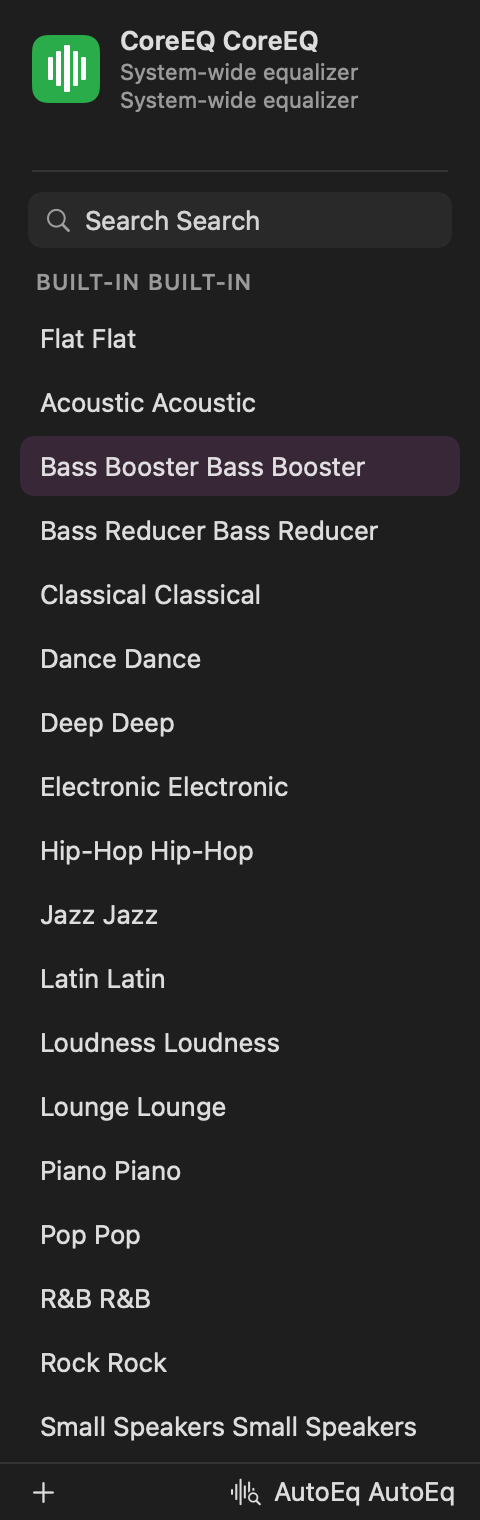 CoreEQ CoreEQ
System-wide equalizer
System-wide equalizer
Search Search
BUILT-IN BUILT-IN
Flat Flat
Acoustic Acoustic
Bass Booster Bass Booster
Bass Reducer Bass Reducer
Classical Classical
Dance Dance
Deep Deep
Electronic Electronic
Hip-Hop Hip-Hop
Jazz Jazz
Latin Latin
Loudness Loudness
Lounge Lounge
Piano Piano
Pop Pop
R&B R&B
Rock Rock
Small Speakers Small Speakers
AutoEq AutoEq